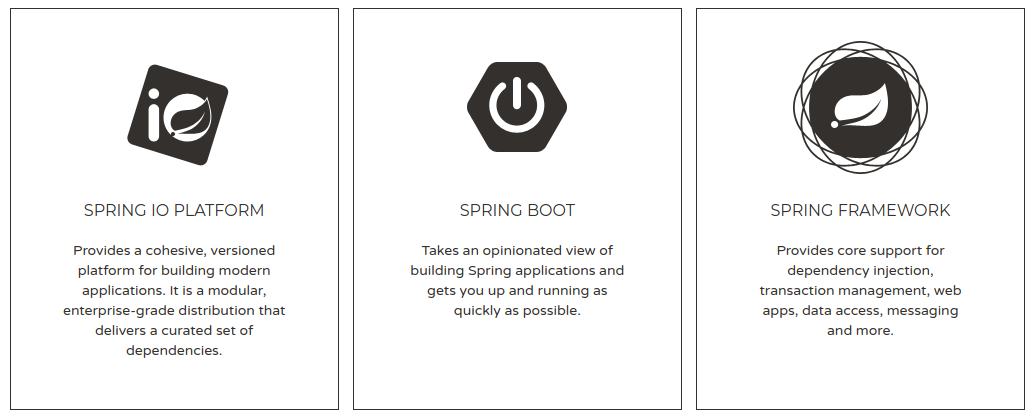 io
SPRING IO PLATFORM
Provides a cohesive, versioned
platform for building modern
applications. It is a modular,
enterprise-grade distribution that
delivers a curated set of
dependencies.
SPRING BOOT
Takes an opinionated view of
building Spring applications and
gets you up and running as
quickly as possible.
SPRING FRAMEWORK
Provides core support for
dependency injection,
transaction management, web
apps, data access, messaging
and more.